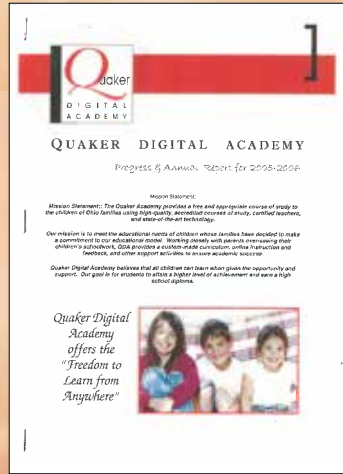 Quaker
DIGITAL
ACADEMY
QUAKER DIGITAL ACADEMY
Progress & Annual Report for 2005-2006
Mission Statement:
Mission Statement:: The Quaker Academy provides a free and appropriate course of study to
the children of Ohio families using high-quality, accredited courses of study, certified teachers,
and state-of-the-art technology.
Our mission is to meet the educational needs of children whose families have decided to make
a commitment to our educational model. Working closely with parents over-seeing their
children's schoolwork, QDA provides a custom-made curriculum, online instruction and
feedback, and other support activities to ensure academic success.
Quaker Digital Academy believes that all children can learn when given the opportunity and
support. Our goal is for students to attain a higher level of achievement and earn a high
school diploma.
Quaker Digital
Academy
offers the
"Freedom to
Learn from
Anywhere"